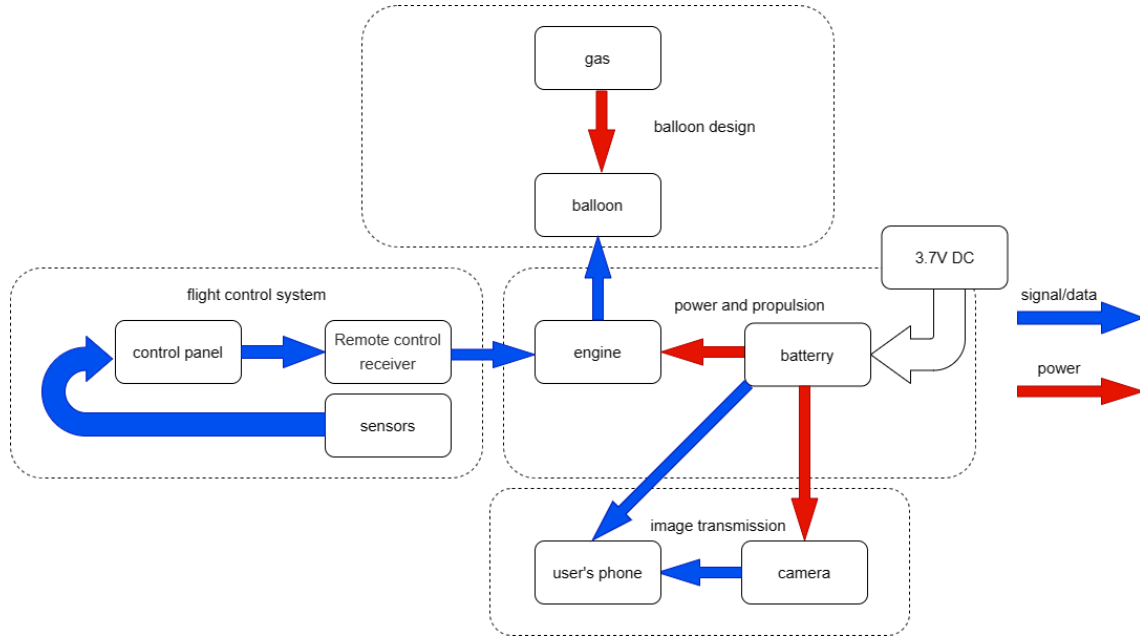 gas
balloon design
balloon
3.7V DC
flight control system
power and propulsion
signal/data
control panel
Remote control
receiver
engine
batterry
power
sensors
image transmission
user's phone
camera